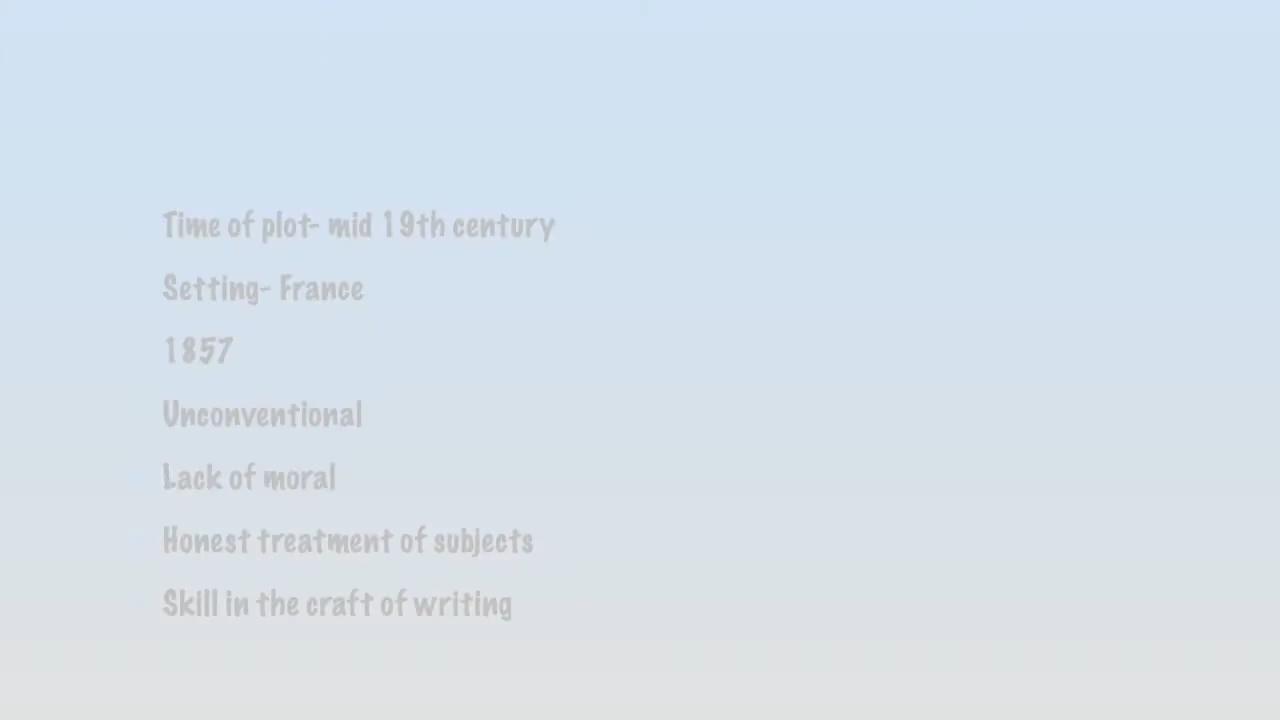 Time of plot- mid 19th century
Setting- France
1857
Unconventional
Lack of moral
Honest treatment of subjects
Skill in the craft of writing